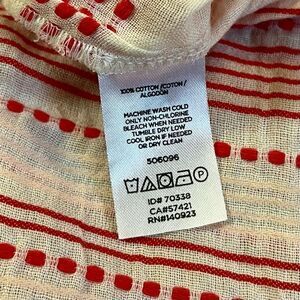 100% COTTON /COTON /
ALGODÓN
MACHINE WASH COLD
ONLY NON-CHLORINE
BLEACH WHEN NEEDED
TUMBLE DRY LOW
COOL IRON IF NEEDED
OR DRY CLEAN
506096
P
ID# 70338
CA#57421
RN#140923